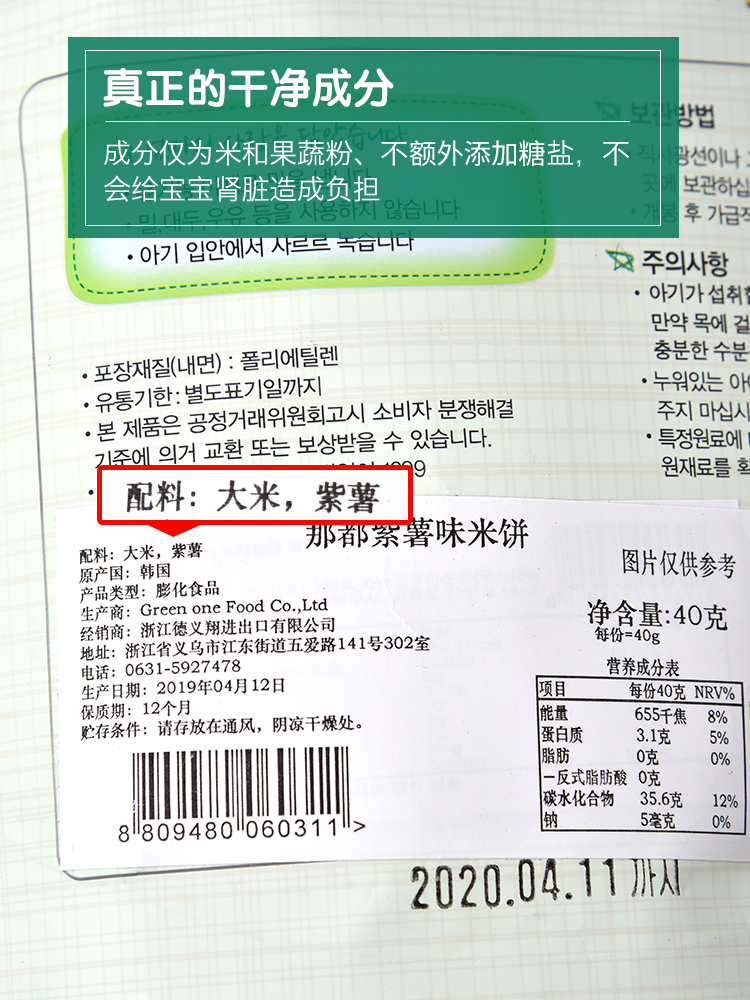 真正的干净成分
成分仅为米和果蔬粉、不额外添加糖盐，不
会给宝宝肾脏造成负担
보관방법
직사광선이나
곳에 보관하십
• 개봉 후 가급적
밀,대두,우유 등을 사용하지 않습니다
• 아기 입안에서 사르르 녹습니다
주의사항
• 아기가 섭취할
만약 목에 걸
충분한 수분
• 누워있는 아이
주지 마십시
• 특정원료에
원재료를 확
• 포장재질(내면) : 폴리에틸렌
• 유통기한 : 별도표기일까지
• 본 제품은 공정거래위원회고시 소비자 분쟁해결
기준에 의거 교환 또는 보상받을 수 있습니다.
配料：大米，紫薯
那都紫薯味米饼
图片仅供参考
配料：大米，紫薯
原产国：韩国
产品类型：膨化食品
生产商：Green one Food Co.,Ltd
经销商：浙江德义翔进出口有限公司
地址：浙江省义乌市江东街道五爱路141号302室
电话：0631-5927478
生产日期：2019年04月12日
保质期：12个月
贮存条件：请存放在通风，阴凉干燥处。
8 809480 060311 >
净含量:40克
每份=40g
营养成分表
项目 每份40克 NRV%
能量 655千焦 8%
蛋白质 3.1克 5%
脂肪 0克 0%
—反式脂肪酸 0克
碳水化合物 35.6克 12%
钠 5毫克 0%
2020.04.11 까지